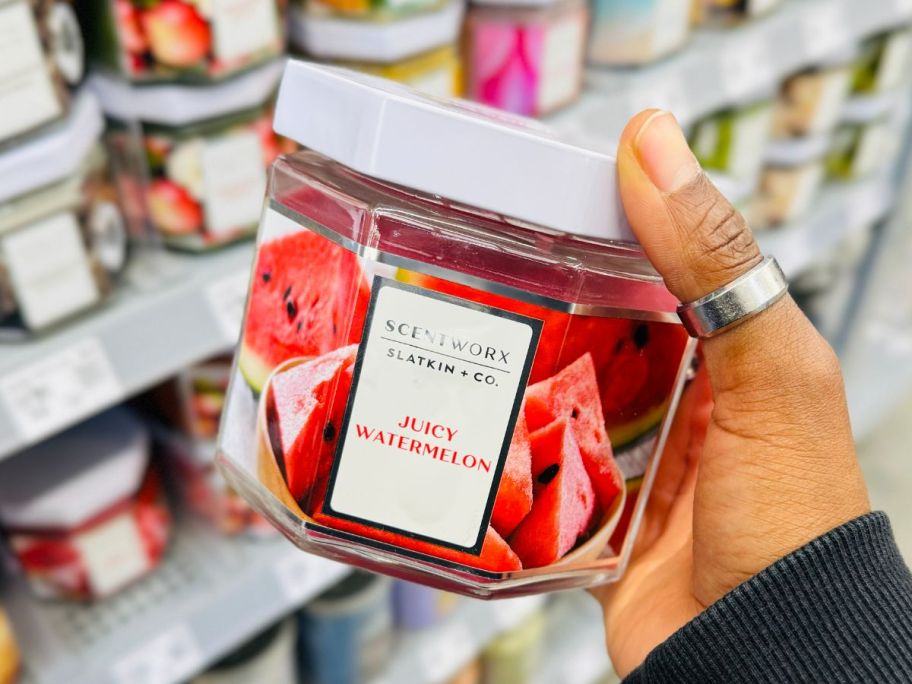 SCENTWORX
SLATKIN + CO.
JUICY
WATERMELON